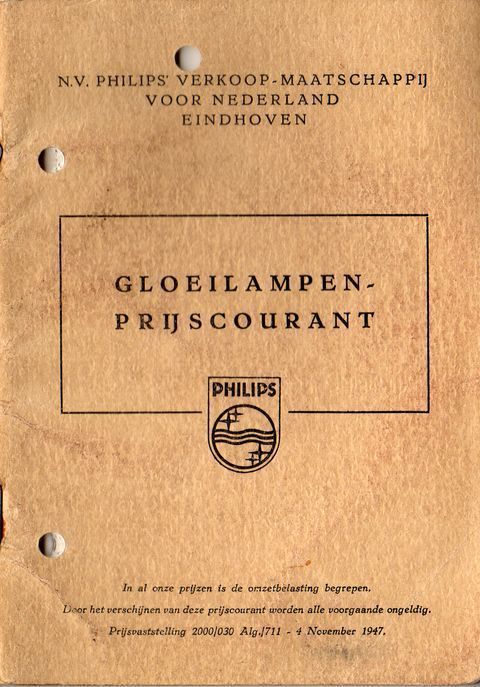 N.V. PHILIPS' VERKOOP-MAATSCHAPPIJ
VOOR NEDERLAND
EINDHOVEN
GLOEILAMPEN-
PRIJSCOURANT
PHILIPS
In al onze prijzen is de omzetbelasting begrepen.
Door het verschijnen van deze prijscourant worden alle voorgaande ongeldig.
Prijsvaststelling 2000/030 Alg./711 - 4 November 1947.